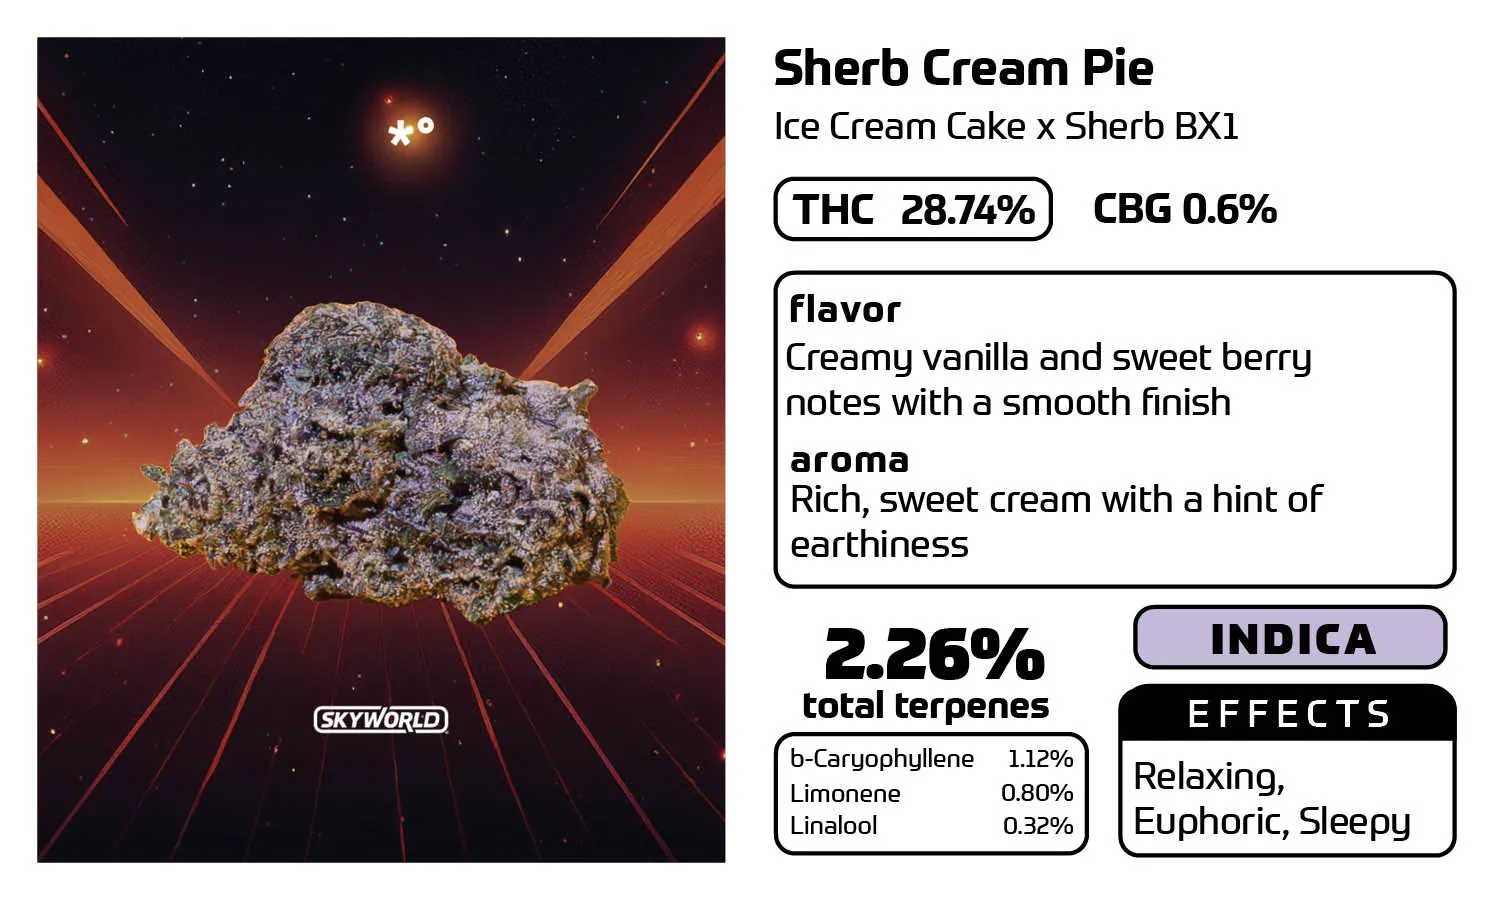 Sherb Cream Pie
Ice Cream Cake x Sherb BX1
THC 28.74%
CBG 0.6%
flavor
Creamy vanilla and sweet berry
notes with a smooth finish
aroma
Rich, sweet cream with a hint of
earthiness
2.26%
total terpenes
b-Caryophyllene 1.12%
Limonene 0.80%
Linalool 0.32%
INDICA
EFFECTS
Relaxing,
Euphoric, Sleepy
*°
SKYWORLD